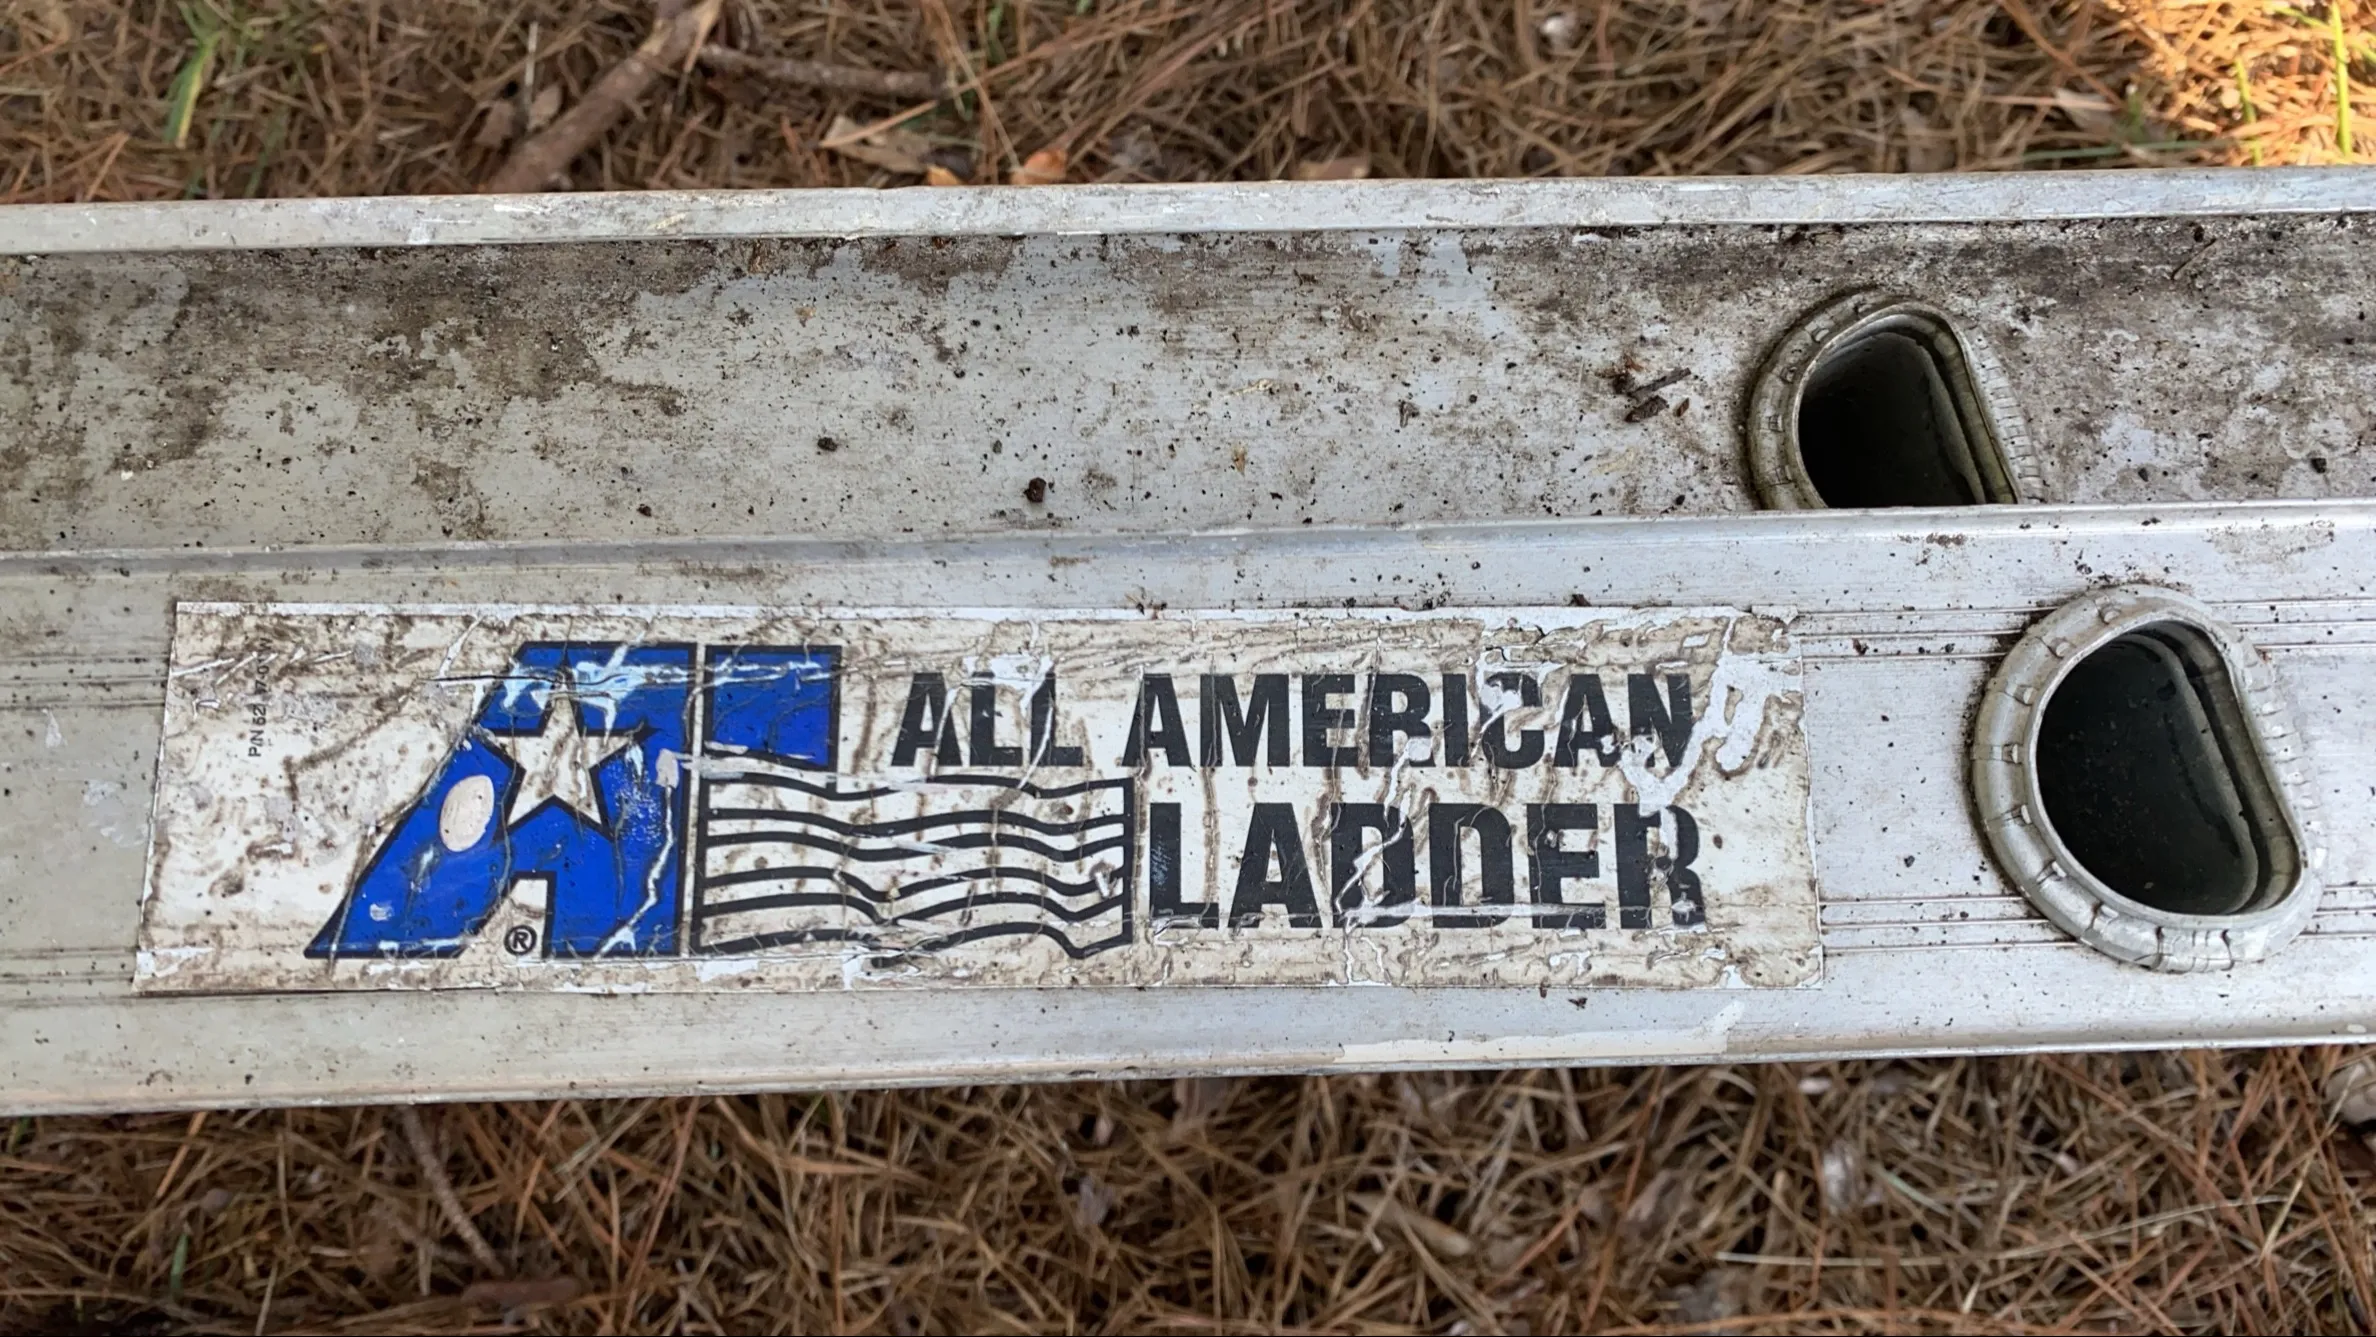 ALL AMERICAN
LADDER
®
P/N